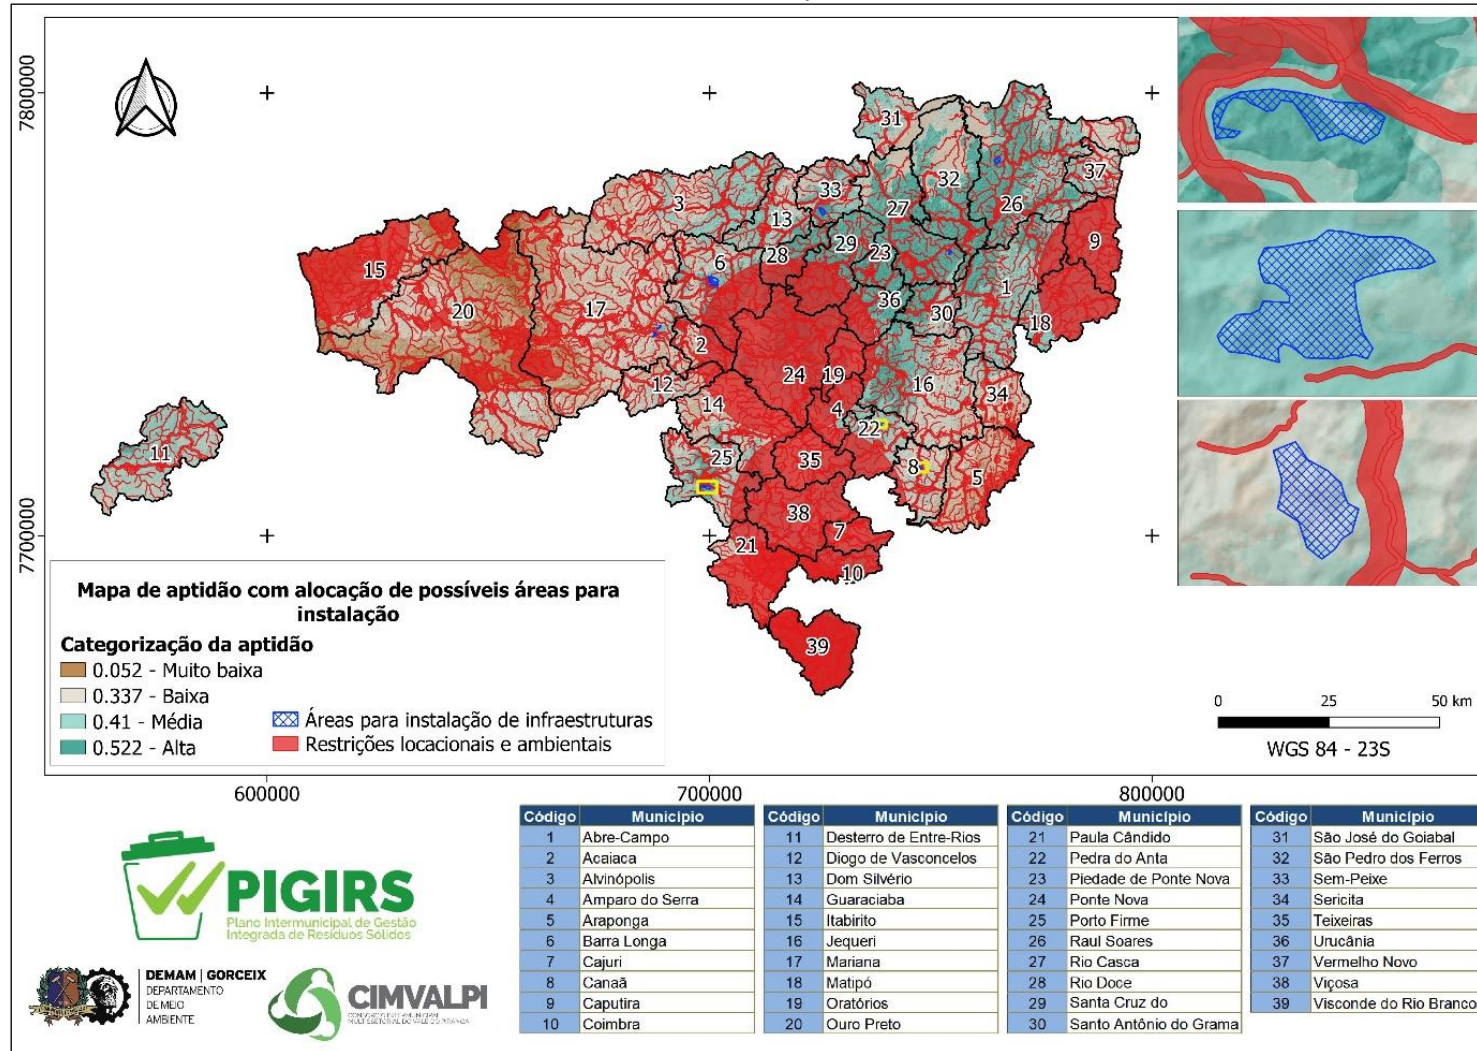 7800000
7700000
31
32
37
33
3
27
26
13
9
29
6
28
23
15
1
36
20
17
30
18
2
24
19
16
12
34
14
4
22
11
25
35
8
5
38
7
21
10
39
Mapa de aptidão com alocação de possíveis áreas para
instalação
Categorização da aptidão
0.052 - Muito baixa
0.337 - Baixa
0.41 - Média
0.522 - Alta
Áreas para instalação de infraestruturas
Restrições locacionais e ambientais
0 25 50 km
WGS 84 - 23S
600000 700000 800000
Código Município Código Município Código Município Código Município
1 Abre-Campo 11 Desterro de Entre-Rios 21 Paula Cândido 31 São José do Goiabal
2 Acaiaca 12 Diogo de Vasconcelos 22 Pedra do Anta 32 São Pedro dos Ferros
3 Alvinópolis 13 Dom Silvério 23 Piedade de Ponte Nova 33 Sem-Peixe
4 Amparo do Serra 14 Guaraciaba 24 Ponte Nova 34 Sericita
5 Araponga 15 Itabirito 25 Porto Firme 35 Teixeiras
6 Barra Longa 16 Jequeri 26 Raul Soares 36 Urucânia
7 Cajuri 17 Mariana 27 Rio Casca 37 Vermelho Novo
8 Canaã 18 Matipó 28 Rio Doce 38 Viçosa
9 Caputira 19 Oratórios 29 Santa Cruz do 39 Visconde do Rio Branco
10 Coimbra 20 Ouro Preto 30 Santo Antônio do Grama
PIGIRS
Plano Intermunicipal de Gestão
Integrada de Resíduos Sólidos
DEMAM | GORCEIX
DEPARTAMENTO
DE MEIO
AMBIENTE
CIMVALPI
CONSÓRCIO INTERMUNICIPAL
MULTISSETORIAL DO VALE DO PIRANGA